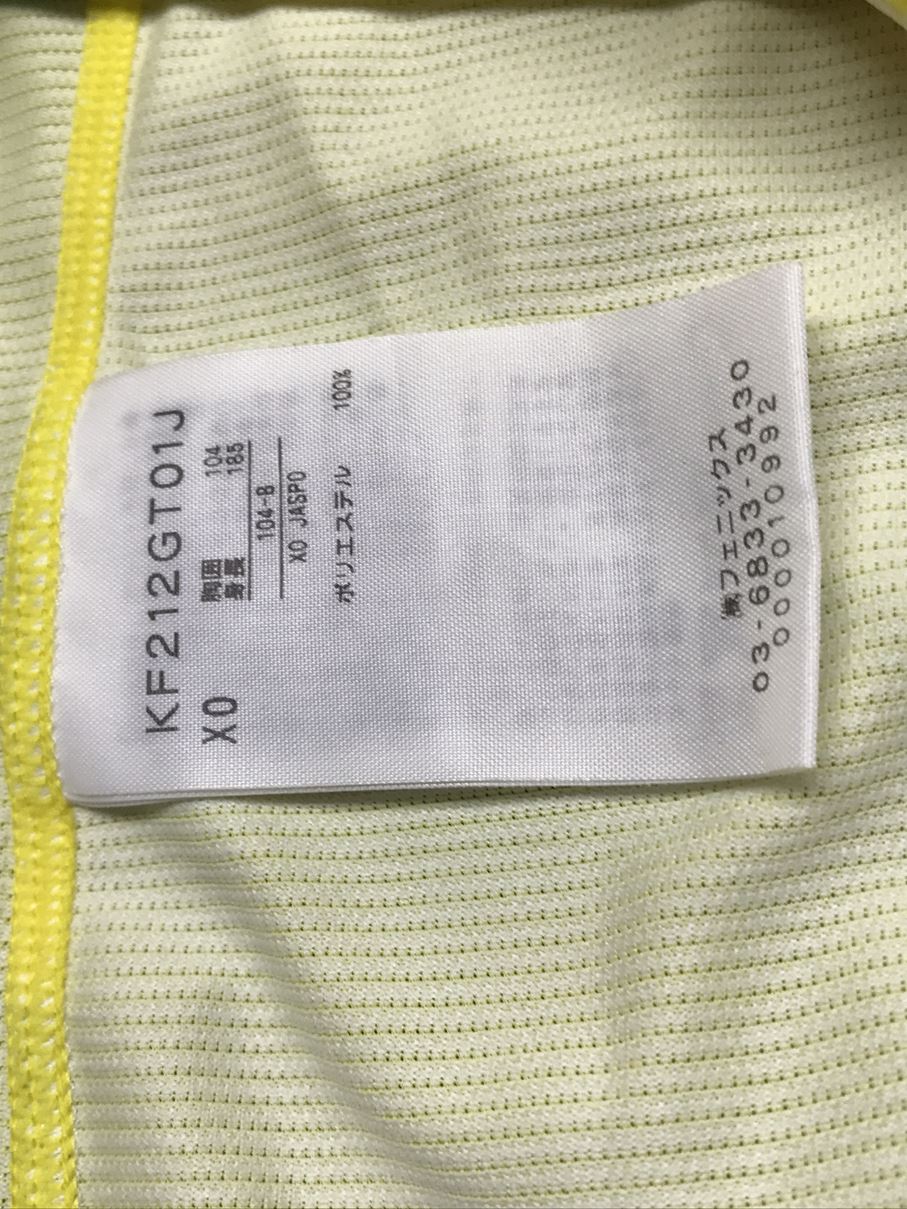 KF212GT01J
XO
胸囲 104
身長 185
104-B
XO JASPO
ポリエステル 100%
㈱フェニックス
03-6833-3430
000010992